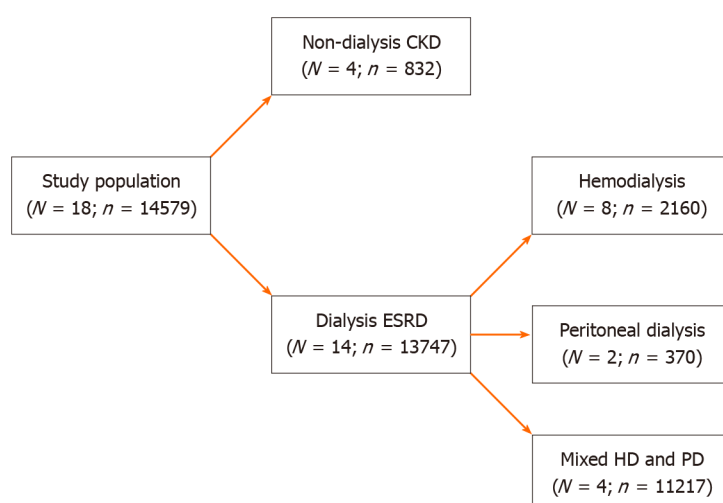 Non-dialysis CKD
(N = 4; n = 832)
Study population
(N = 18; n = 14579)
Hemodialysis
(N = 8; n = 2160)
Dialysis ESRD
(N = 14; n = 13747)
Peritoneal dialysis
(N = 2; n = 370)
Mixed HD and PD
(N = 4; n = 11217)